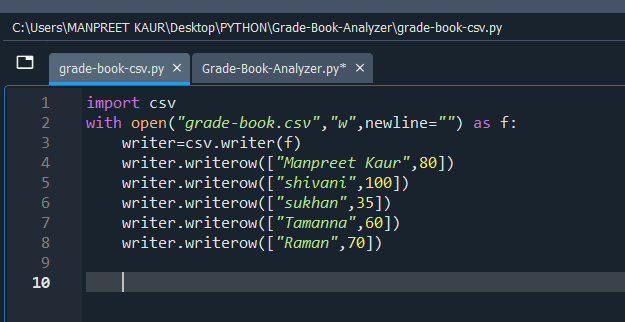 C:\Users\MANPREET KAUR\Desktop\PYTHON\Grade-Book-Analyzer\grade-book-csv.py
grade-book-csv.py × Grade-Book-Analyzer.py* ×
1 import csv
2 with open("grade-book.csv","w",newline="") as f:
3     writer=csv.writer(f)
4     writer.writerow(["Manpreet Kaur",80])
5     writer.writerow(["shivani",100])
6     writer.writerow(["sukhan",35])
7     writer.writerow(["Tamanna",60])
8     writer.writerow(["Raman",70])
9
10